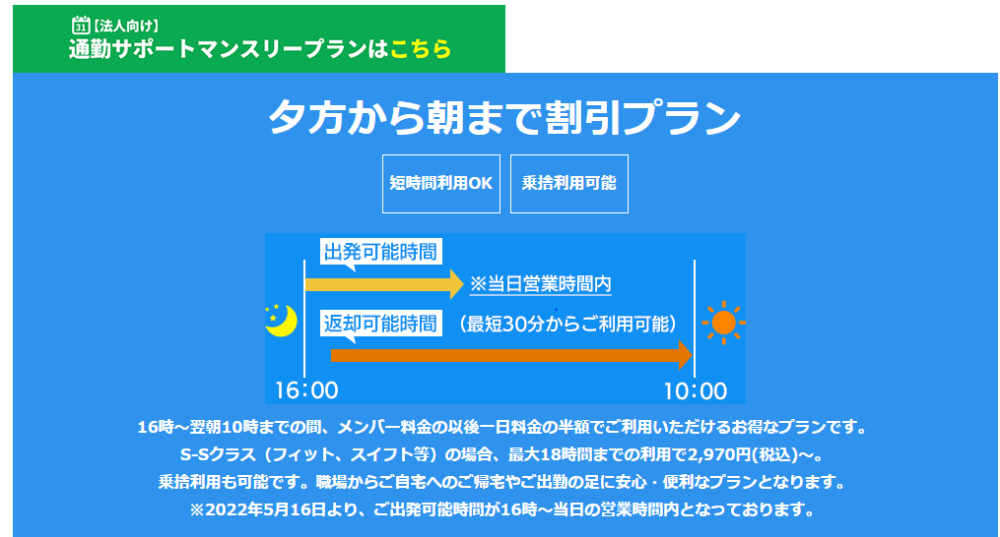 31【法人向け】
通勤サポートマンスリープランはこちら
夕方から朝まで割引プラン
短時間利用OK
乗捨利用可能
出発可能時間
※当日営業時間内
返却可能時間
（最短30分からご利用可能）
16:00
10:00
16時～翌朝10時までの間、メンバー料金の以後一日料金の半額でご利用いただけるお得なプランです。
S-Sクラス（フィット、スイフト等）の場合、最大18時間までの利用で2,970円(税込)～。
乗捨利用も可能です。職場からご自宅へのご帰宅やご出勤の足に安心・便利なプランとなります。
※2022年5月16日より、ご出発可能時間が16時～当日の営業時間内となっております。